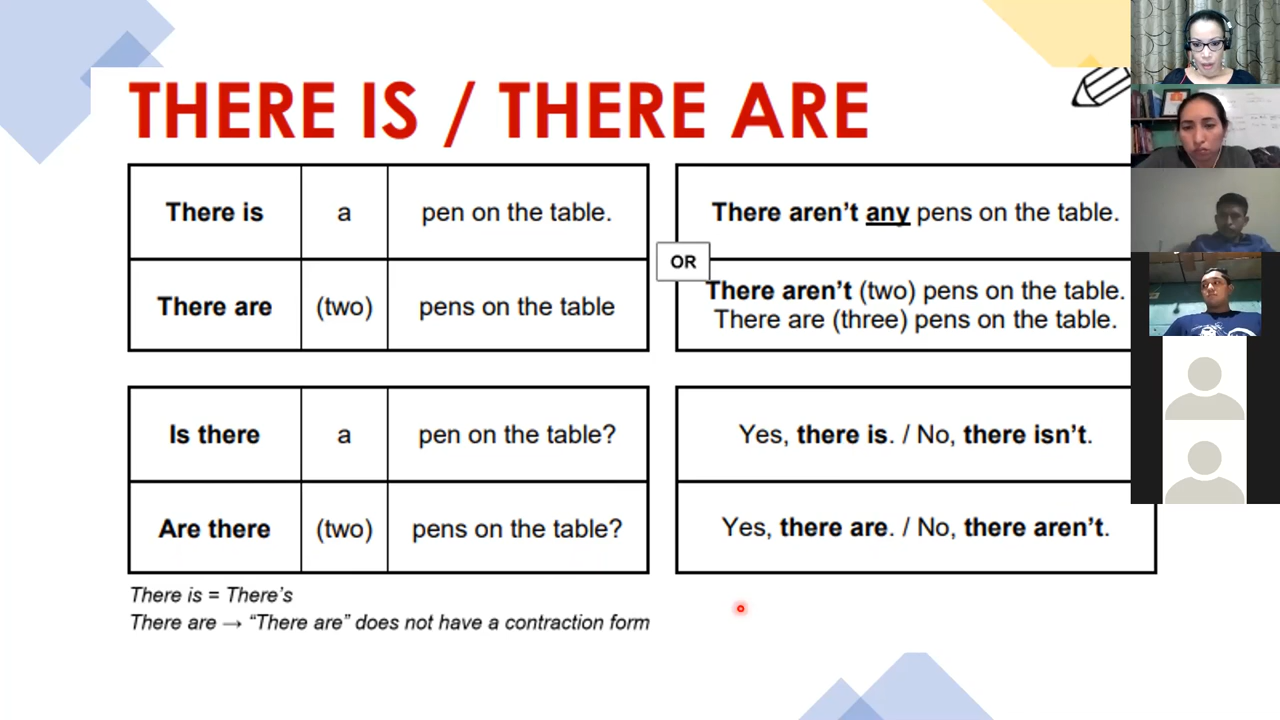 THERE IS / THERE ARE
There is a pen on the table.
There are (two) pens on the table
There aren’t any pens on the table.
OR
There aren’t (two) pens on the table.
There are (three) pens on the table.
Is there a pen on the table?
Are there (two) pens on the table?
Yes, there is. / No, there isn’t.
Yes, there are. / No, there aren’t.
There is = There’s
There are → “There are” does not have a contraction form